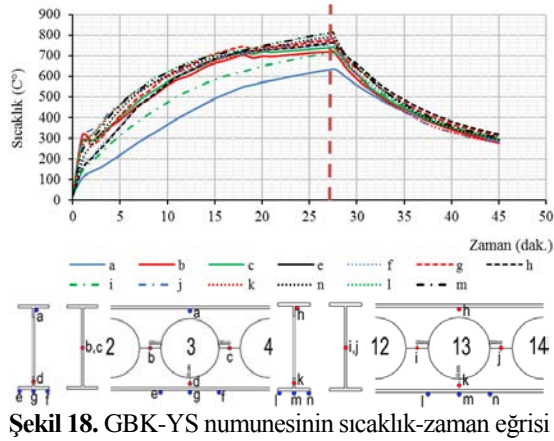 900
800
700
600
500
400
300
200
100
0
Sıcaklık (C°)
0 5 10 15 20 25 30 35 40 45 50
Zaman (dak.)
a b c e f g h
i j k n l m
a
d
e g f
b,c
2 3 4
a
b c
d
e g f
h
k
l m n
i,j
12 13 14
h
i j
k
l m n
Şekil 18. GBK-YS numunesinin sıcaklık-zaman eğrisi